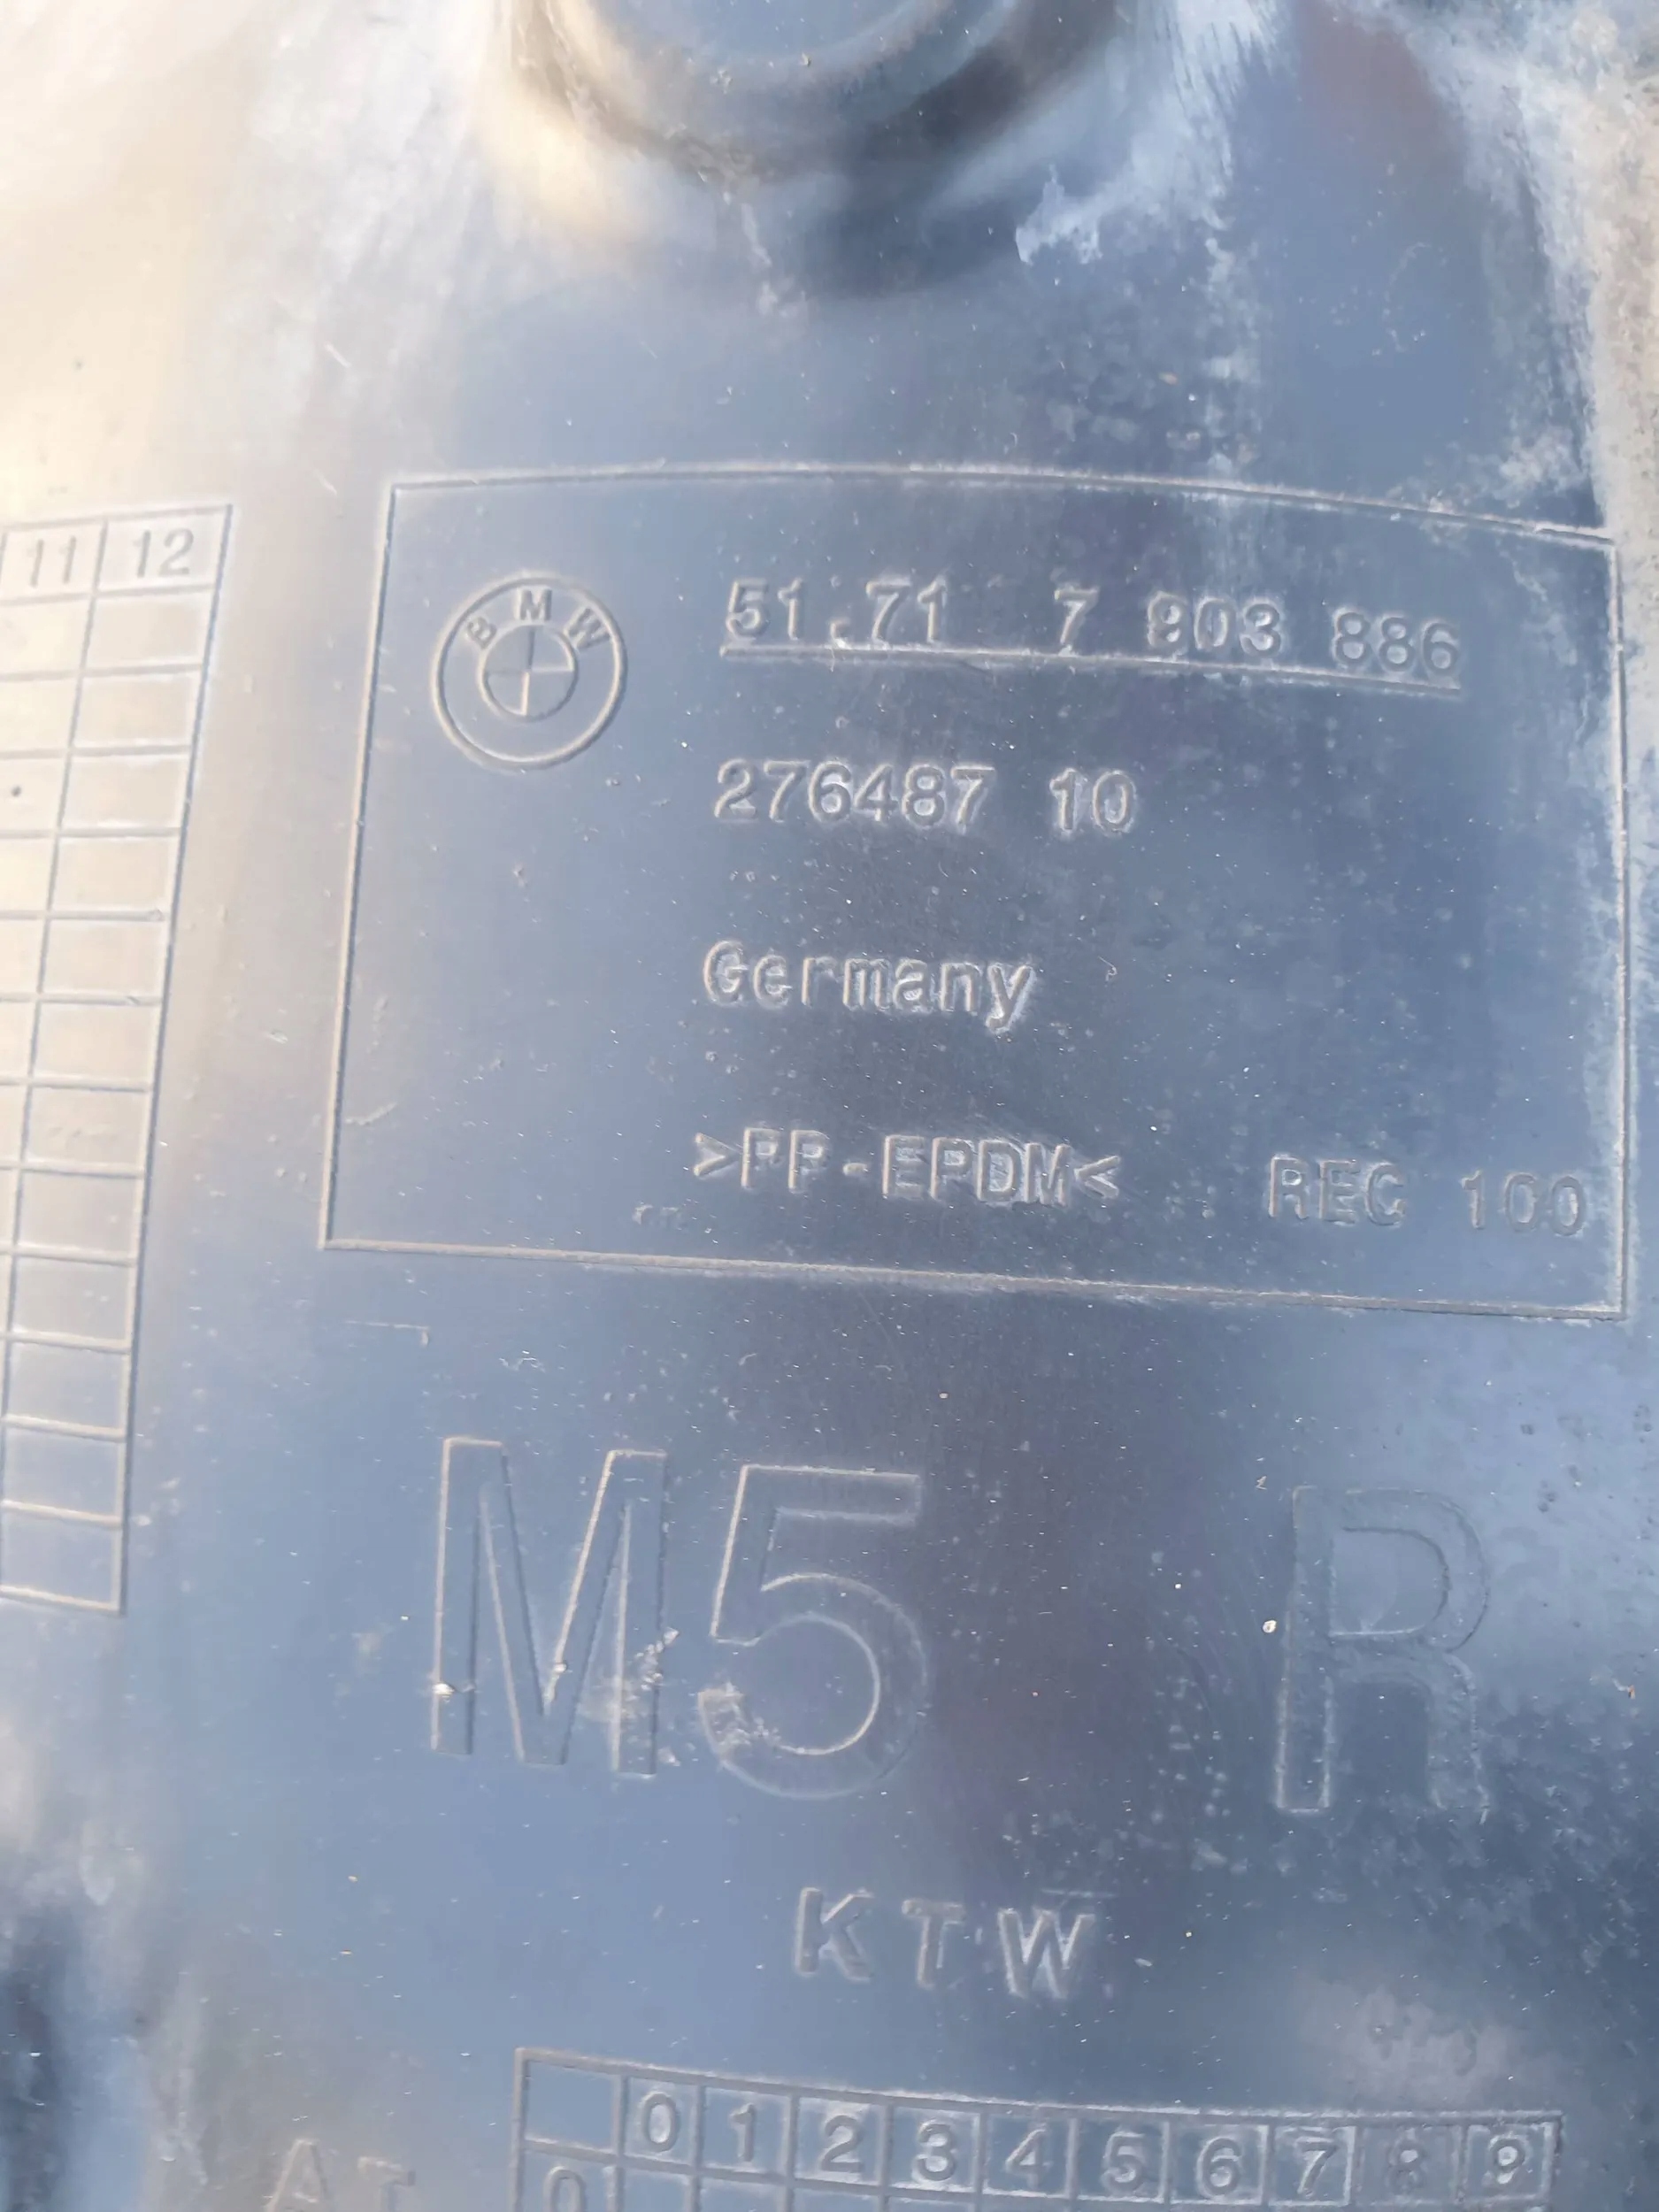 11 12
BMW
51.71 7 903 886
276487 10
Germany
>PP-EPDM< REC 100
M5 R
KTW
0 1 2 3 4 5 6 7 8 9
0